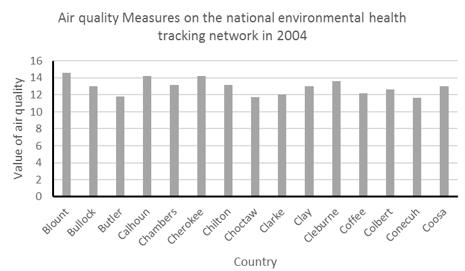 Air quality Measures on the national environmental health
tracking network in 2004
Value of air quality
16
14
12
10
8
6
4
2
0
Blount
Bullock
Butler
Calhoun
Chambers
Cherokee
Chilton
Choctaw
Clarke
Clay
Cleburne
Coffee
Colbert
Conecuh
Coosa
Country